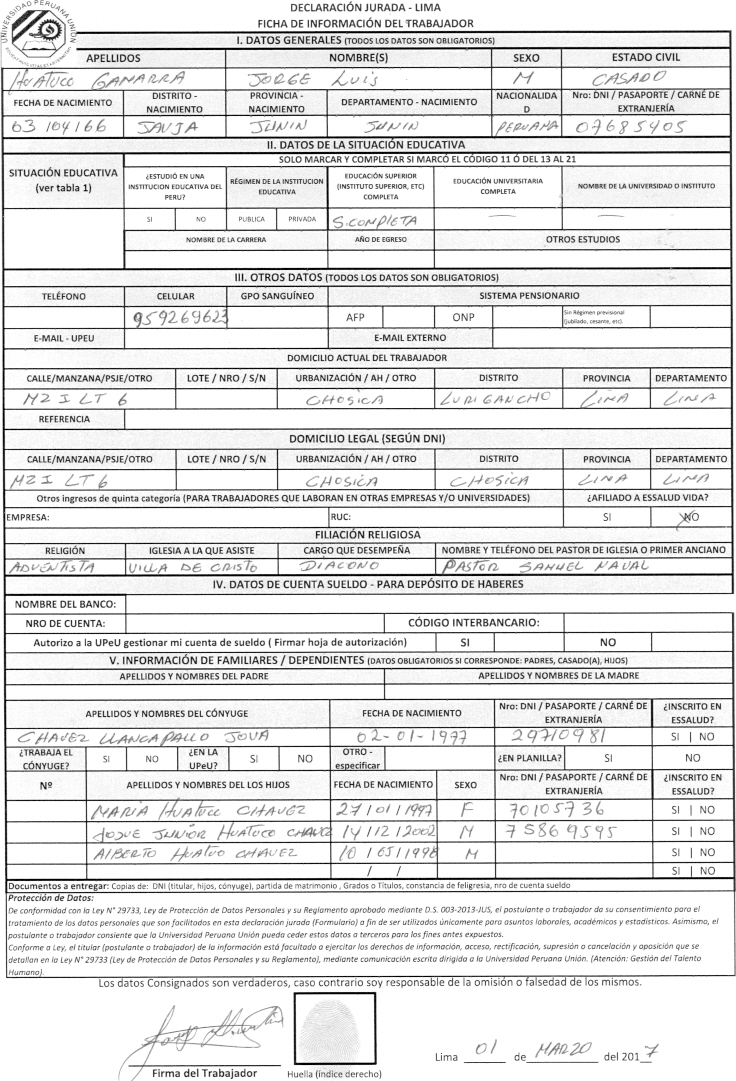 UNIVERSIDAD PERUANA UNIÓN
DECLARACIÓN JURADA - LIMA
FICHA DE INFORMACIÓN DEL TRABAJADOR
I. DATOS GENERALES (TODOS LOS DATOS SON OBLIGATORIOS)
APELLIDOS NOMBRE(S) SEXO ESTADO CIVIL
HUATUCO GAMARRA JORGE LUIS M CASADO
FECHA DE NACIMIENTO DISTRITO - NACIMIENTO PROVINCIA - NACIMIENTO DEPARTAMENTO - NACIMIENTO NACIONALIDAD Nro: DNI / PASAPORTE / CARNÉ DE EXTRANJERÍA
03 104166 JAUJA JUNIN JUNIN PERUANA 07685405
II. DATOS DE LA SITUACIÓN EDUCATIVA
SITUACIÓN EDUCATIVA (ver tabla 1)
SOLO MARCAR Y COMPLETAR SI MARCÓ EL CÓDIGO 11 Ó DEL 13 AL 21
¿ESTUDIÓ EN UNA INSTITUCION EDUCATIVA DEL PERU? RÉGIMEN DE LA INSTITUCION EDUCATIVA EDUCACIÓN SUPERIOR (INSTITUTO SUPERIOR, ETC) COMPLETA EDUCACIÓN UNIVERSITARIA COMPLETA NOMBRE DE LA UNIVERSIDAD O INSTITUTO
SI NO PUBLICA PRIVADA S.COMPLETA
NOMBRE DE LA CARRERA AÑO DE EGRESO OTROS ESTUDIOS
III. OTROS DATOS (TODOS LOS DATOS SON OBLIGATORIOS)
TELÉFONO CELULAR GPO SANGUÍNEO SISTEMA PENSIONARIO
959269623 AFP ONP Sin Régimen previsional (jubilado, cesante, etc).
E-MAIL - UPEU E-MAIL EXTERNO
DOMICILIO ACTUAL DEL TRABAJADOR
CALLE/MANZANA/PSJE/OTRO LOTE / NRO / S/N URBANIZACIÓN / AH / OTRO DISTRITO PROVINCIA DEPARTAMENTO
MZ I LT 6 CHOSICA LURIGANCHO LIMA LIMA
REFERENCIA
DOMICILIO LEGAL (SEGÚN DNI)
CALLE/MANZANA/PSJE/OTRO LOTE / NRO / S/N URBANIZACIÓN / AH / OTRO DISTRITO PROVINCIA DEPARTAMENTO
MZ I LT 6 CHOSICA CHOSICA LIMA LIMA
Otros ingresos de quinta categoría (PARA TRABAJADORES QUE LABORAN EN OTRAS EMPRESAS Y/O UNIVERSIDADES) ¿AFILIADO A ESSALUD VIDA?
EMPRESA: RUC: SI NO
FILIACIÓN RELIGIOSA
RELIGIÓN IGLESIA A LA QUE ASISTE CARGO QUE DESEMPEÑA NOMBRE Y TELÉFONO DEL PASTOR DE IGLESIA O PRIMER ANCIANO
ADVENTISTA VILLA DE CRISTO DIACONO PASTOR SAMUEL NAVAL
IV. DATOS DE CUENTA SUELDO - PARA DEPÓSITO DE HABERES
NOMBRE DEL BANCO:
NRO DE CUENTA: CÓDIGO INTERBANCARIO:
Autorizo a la UPeU gestionar mi cuenta de sueldo ( Firmar hoja de autorización) SI NO
V. INFORMACIÓN DE FAMILIARES / DEPENDIENTES (DATOS OBLIGATORIOS SI CORRESPONDE: PADRES, CASADO(A), HIJOS)
APELLIDOS Y NOMBRES DEL PADRE APELLIDOS Y NOMBRES DE LA MADRE
APELLIDOS Y NOMBRES DEL CÓNYUGE FECHA DE NACIMIENTO Nro: DNI / PASAPORTE / CARNÉ DE EXTRANJERÍA ¿INSCRITO EN ESSALUD?
CHAVEZ LLANCAPALLO JOVA 02-01-1977 29710981 SI | NO
¿TRABAJA EL CÓNYUGE? SI NO ¿EN LA UPeU? SI NO OTRO - especificar ¿EN PLANILLA? SI NO
Nº APELLIDOS Y NOMBRES DE LOS HIJOS FECHA DE NACIMIENTO SEXO Nro: DNI / PASAPORTE / CARNÉ DE EXTRANJERÍA ¿INSCRITO EN ESSALUD?
MARIA HUATUCO CHAVEZ 27/01/1997 F 70105736 SI | NO
JOSUE JUNIOR HUATUCO CHAVEZ 14/12/2002 M 75869595 SI | NO
AlBERTO HUATUO CHAVEZ 10/05/1998 M SI | NO
/ / SI | NO
Documentos a entregar: Copias de: DNI (titular, hijos, cónyuge), partida de matrimonio , Grados o Títulos, constancia de feligresia, nro de cuenta sueldo
Protección de Datos:
De conformidad con la Ley N° 29733, Ley de Protección de Datos Personales y su Reglamento aprobado mediante D.S. 003-2013-JUS, el postulante o trabajador da su consentimiento para el
tratamiento de los datos personales que son facilitados en esta declaración jurada (Formulario) a fin de ser utilizados únicamente para asuntos laborales, académicos y estadísticos. Asimismo, el
postulante o trabajador consiente que la Universidad Peruana Unión pueda ceder estos datos a terceros para los fines antes expuestos.
Conforme a Ley, el titular (postulante o trabajador) de la información está facultado a ejercitar los derechos de información, acceso, rectificación, supresión o cancelación y oposición que se
detallan en la Ley N° 29733 (Ley de Protección de Datos Personales y su Reglamento), mediante comunicación escrita dirigida a la Universidad Peruana Unión. (Atención: Gestión del Talento
Humano).
Los datos Consignados son verdaderos, caso contrario soy responsable de la omisión o falsedad de los mismos.
Lima 01 de MARZO del 2017
Firma del Trabajador Huella (índice derecho)